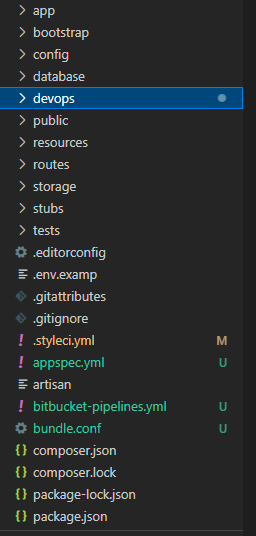 app
bootstrap
config
database
devops
public
resources
routes
storage
stubs
tests
.editorconfig
.env.examp
.gitattributes
.gitignore
.styleci.yml M
appspec.yml U
artisan
bitbucket-pipelines.yml U
bundle.conf U
composer.json
composer.lock
package-lock.json
package.json